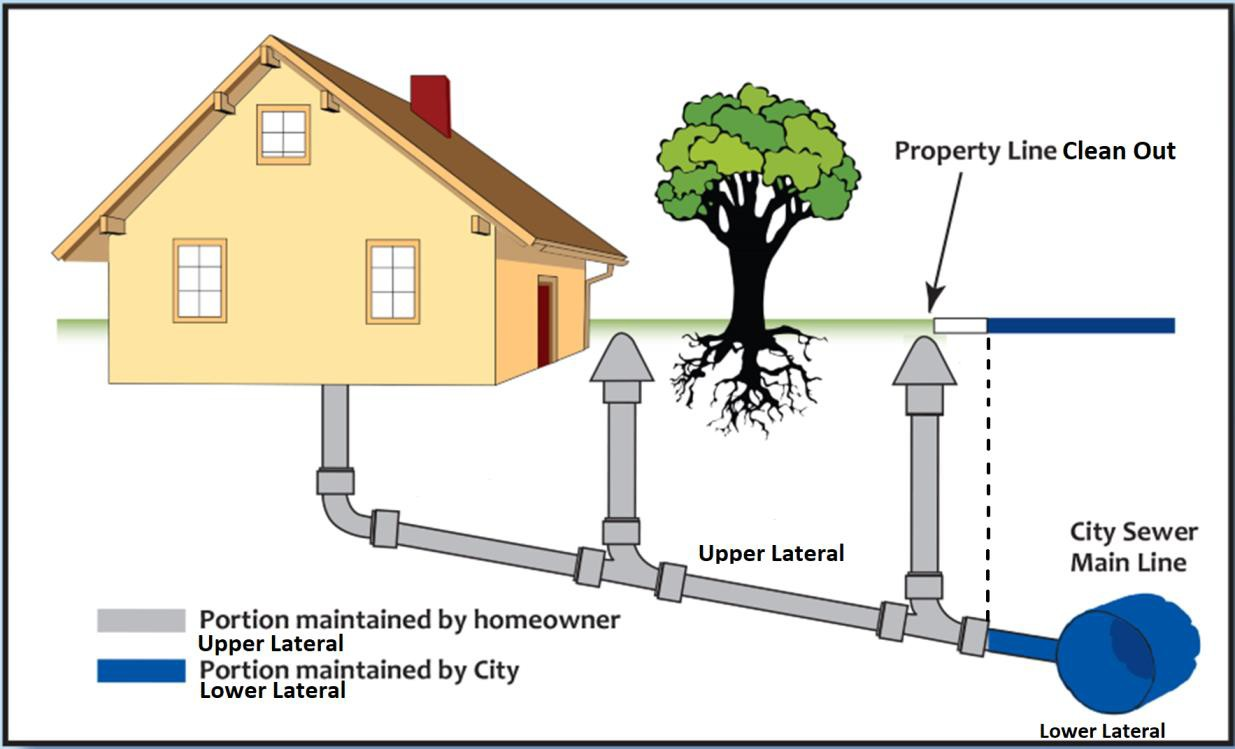 Property Line Clean Out
City Sewer
Main Line
Upper Lateral
Portion maintained by homeowner
Upper Lateral
Portion maintained by City
Lower Lateral
Lower Lateral